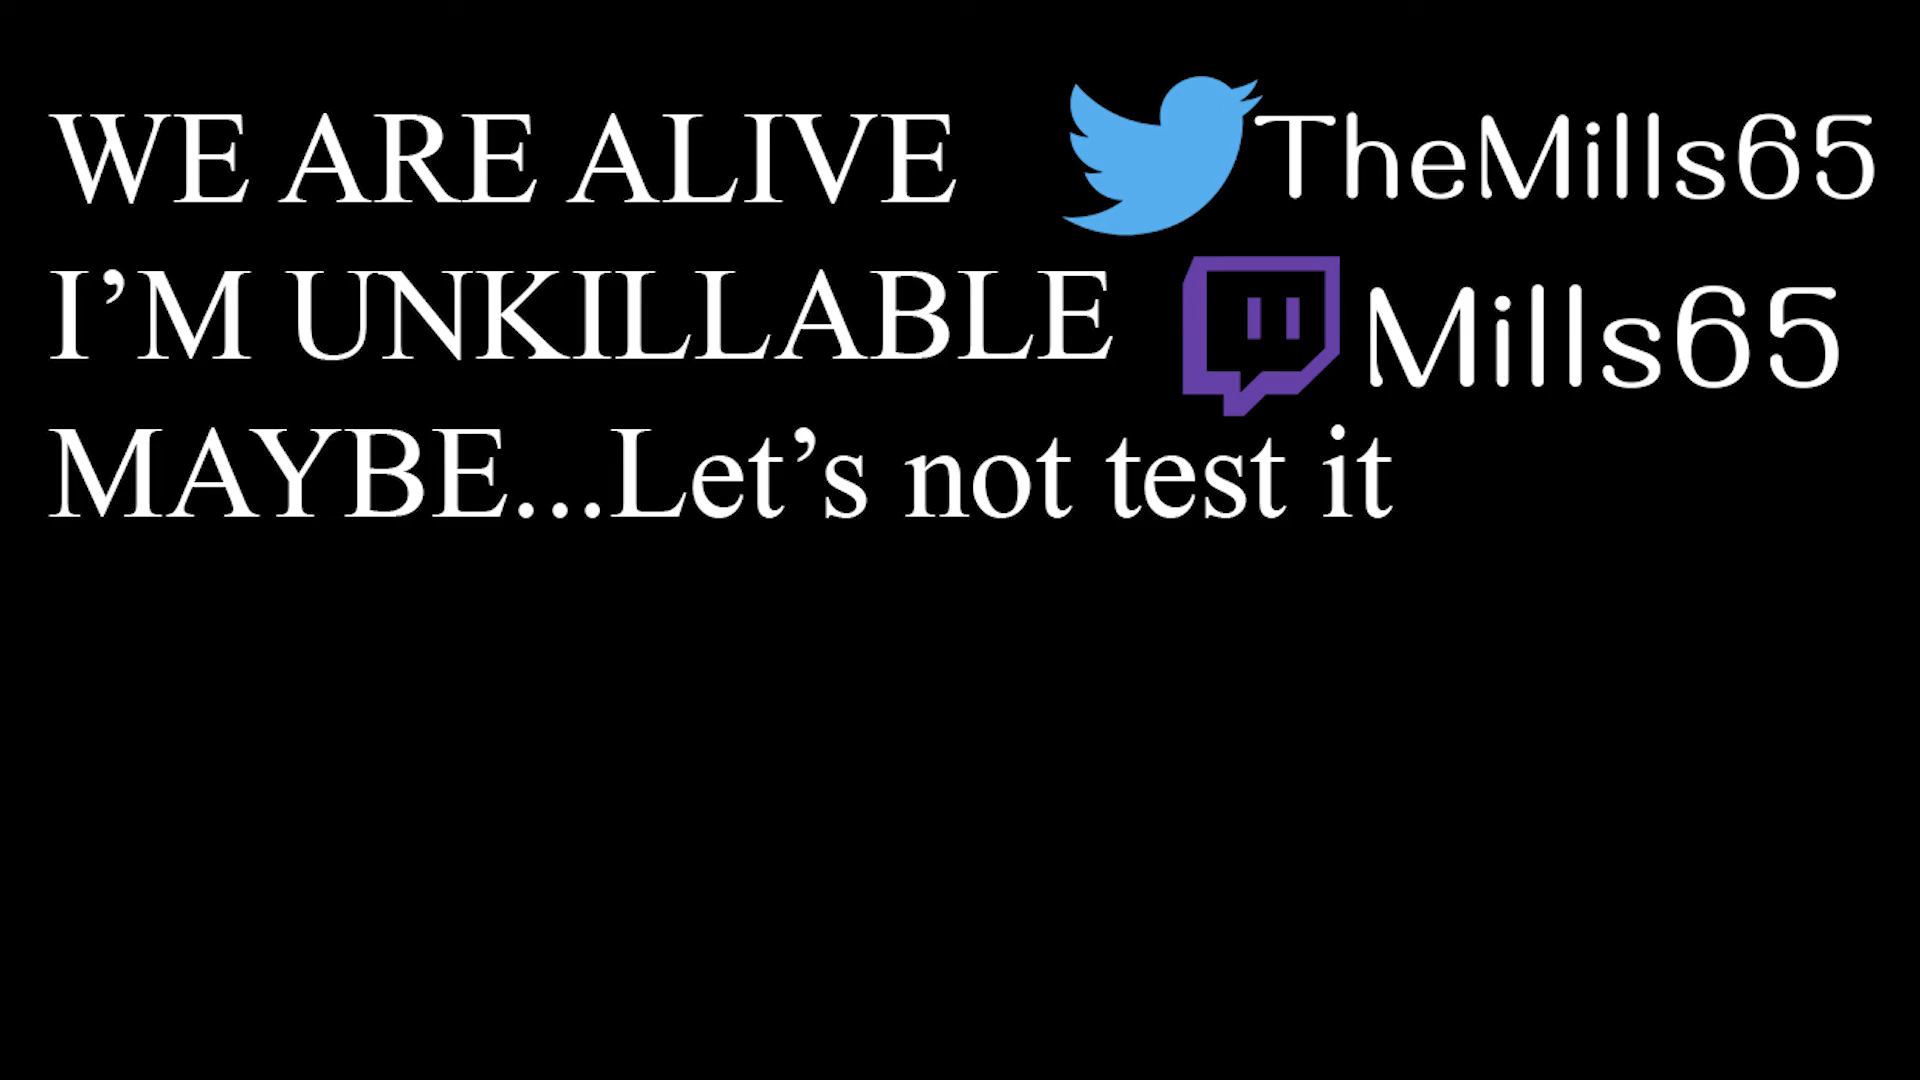 WE ARE ALIVE
TheMills65
I’M UNKILLABLE
Mills65
MAYBE...Let’s not test it